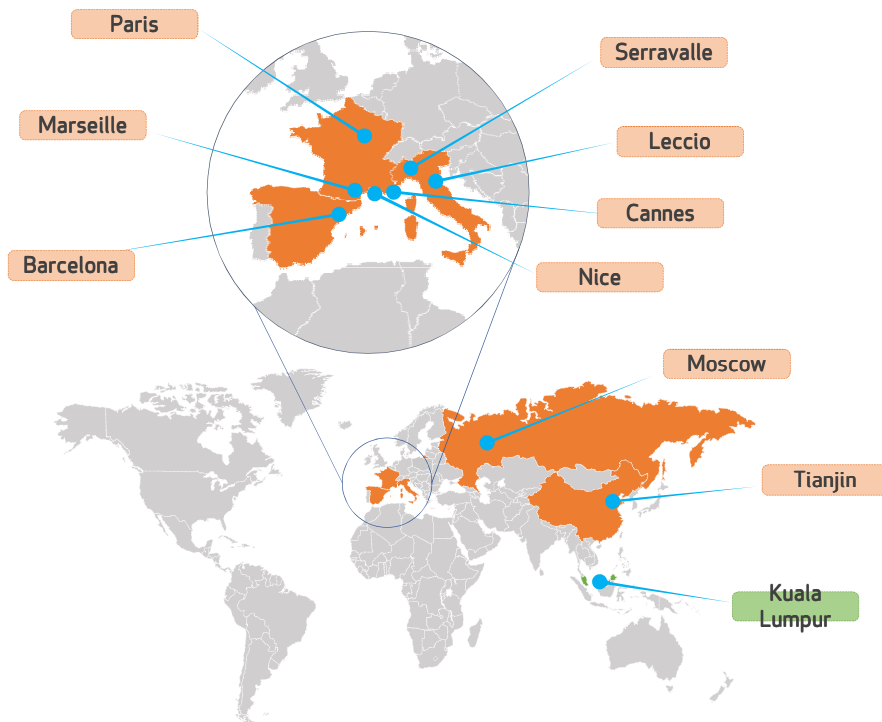 Paris
Serravalle
Marseille
Leccio
Cannes
Barcelona
Nice
Moscow
Tianjin
Kuala
Lumpur